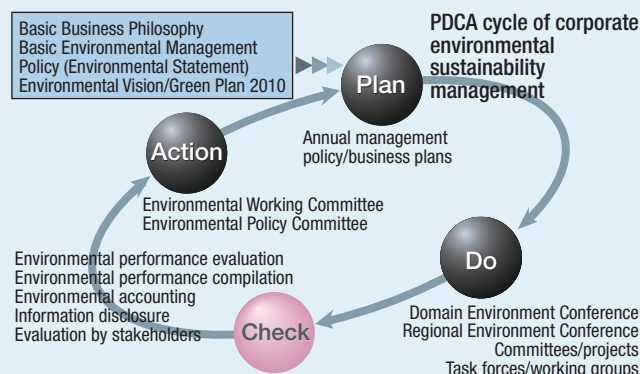 Basic Business Philosophy
Basic Environmental Management
Policy (Environmental Statement)
Environmental Vision/Green Plan 2010
PDCA cycle of corporate
environmental
sustainability
management
Plan
Annual management
policy/business plans
Action
Environmental Working Committee
Environmental Policy Committee
Do
Domain Environment Conference
Regional Environment Conference
Committees/projects
Task forces/working groups
Environmental performance evaluation
Environmental performance compilation
Environmental accounting
Information disclosure
Evaluation by stakeholders
Check